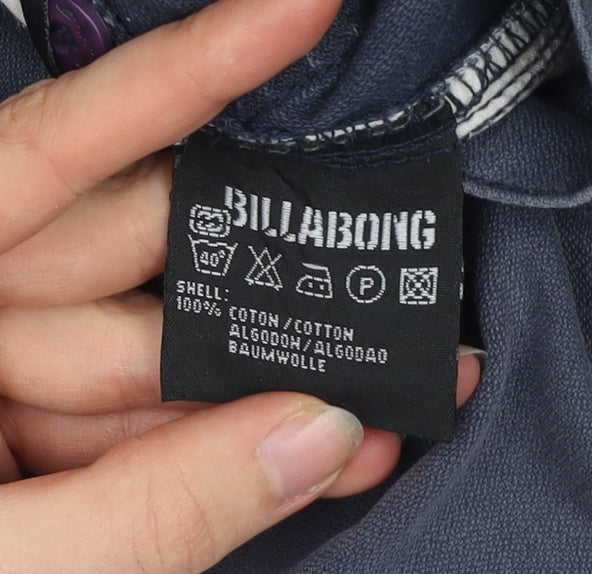 BILLABONG
40°
P
SHELL:
100% COTON/COTTON
ALGODON/ALGODAO
BAUMWOLLE